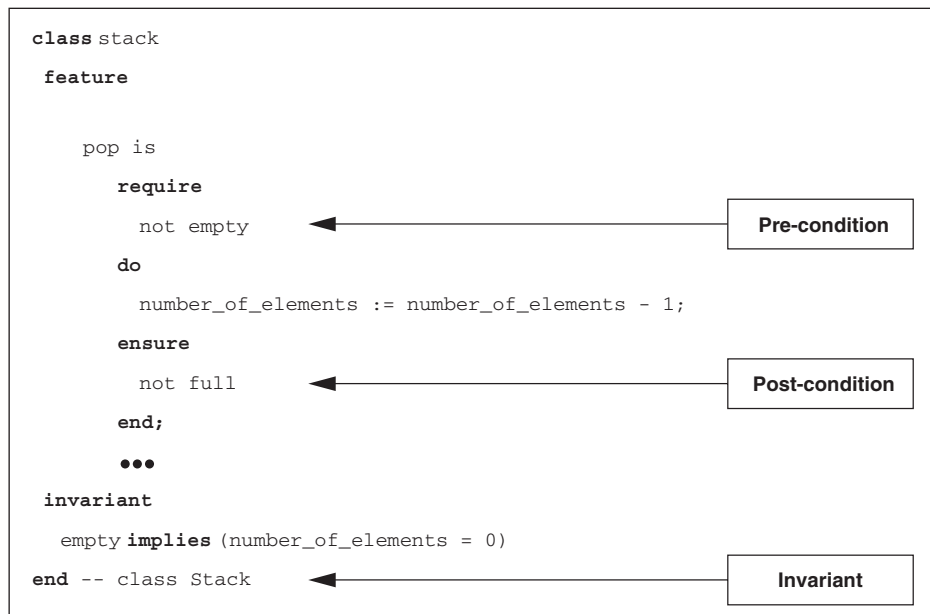 class stack
feature
pop is
require
not empty
Pre-condition
do
number_of_elements := number_of_elements - 1;
ensure
not full
Post-condition
end;
●●●
invariant
empty implies (number_of_elements = 0)
end -- class Stack
Invariant